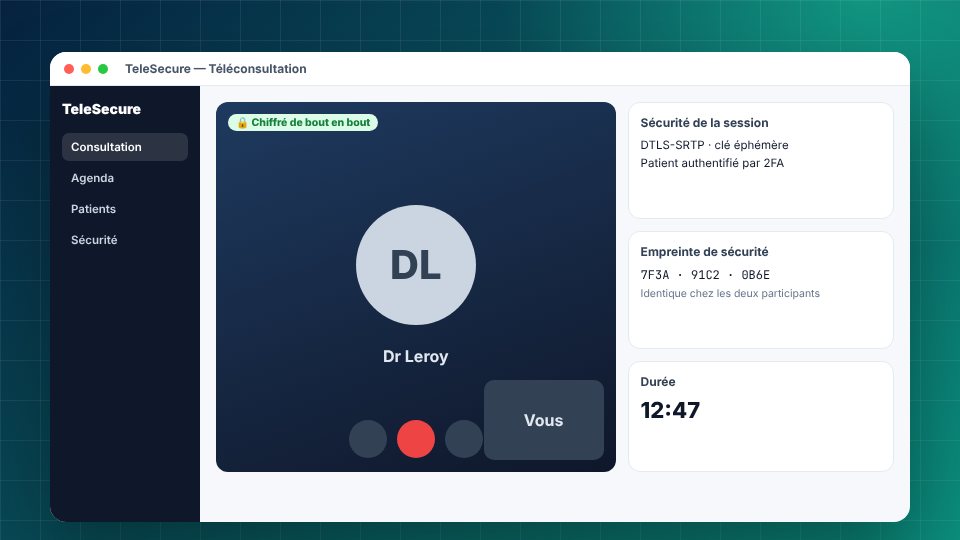 TeleSecure — Téléconsultation
TeleSecure
Consultation
Agenda
Patients
Sécurité
🔒 Chiffré de bout en bout
DL
Dr Leroy
Vous
Sécurité de la session
DTLS-SRTP · clé éphémère
Patient authentifié par 2FA
Empreinte de sécurité
7F3A · 91C2 · 0B6E
Identique chez les deux participants
Durée
12:47